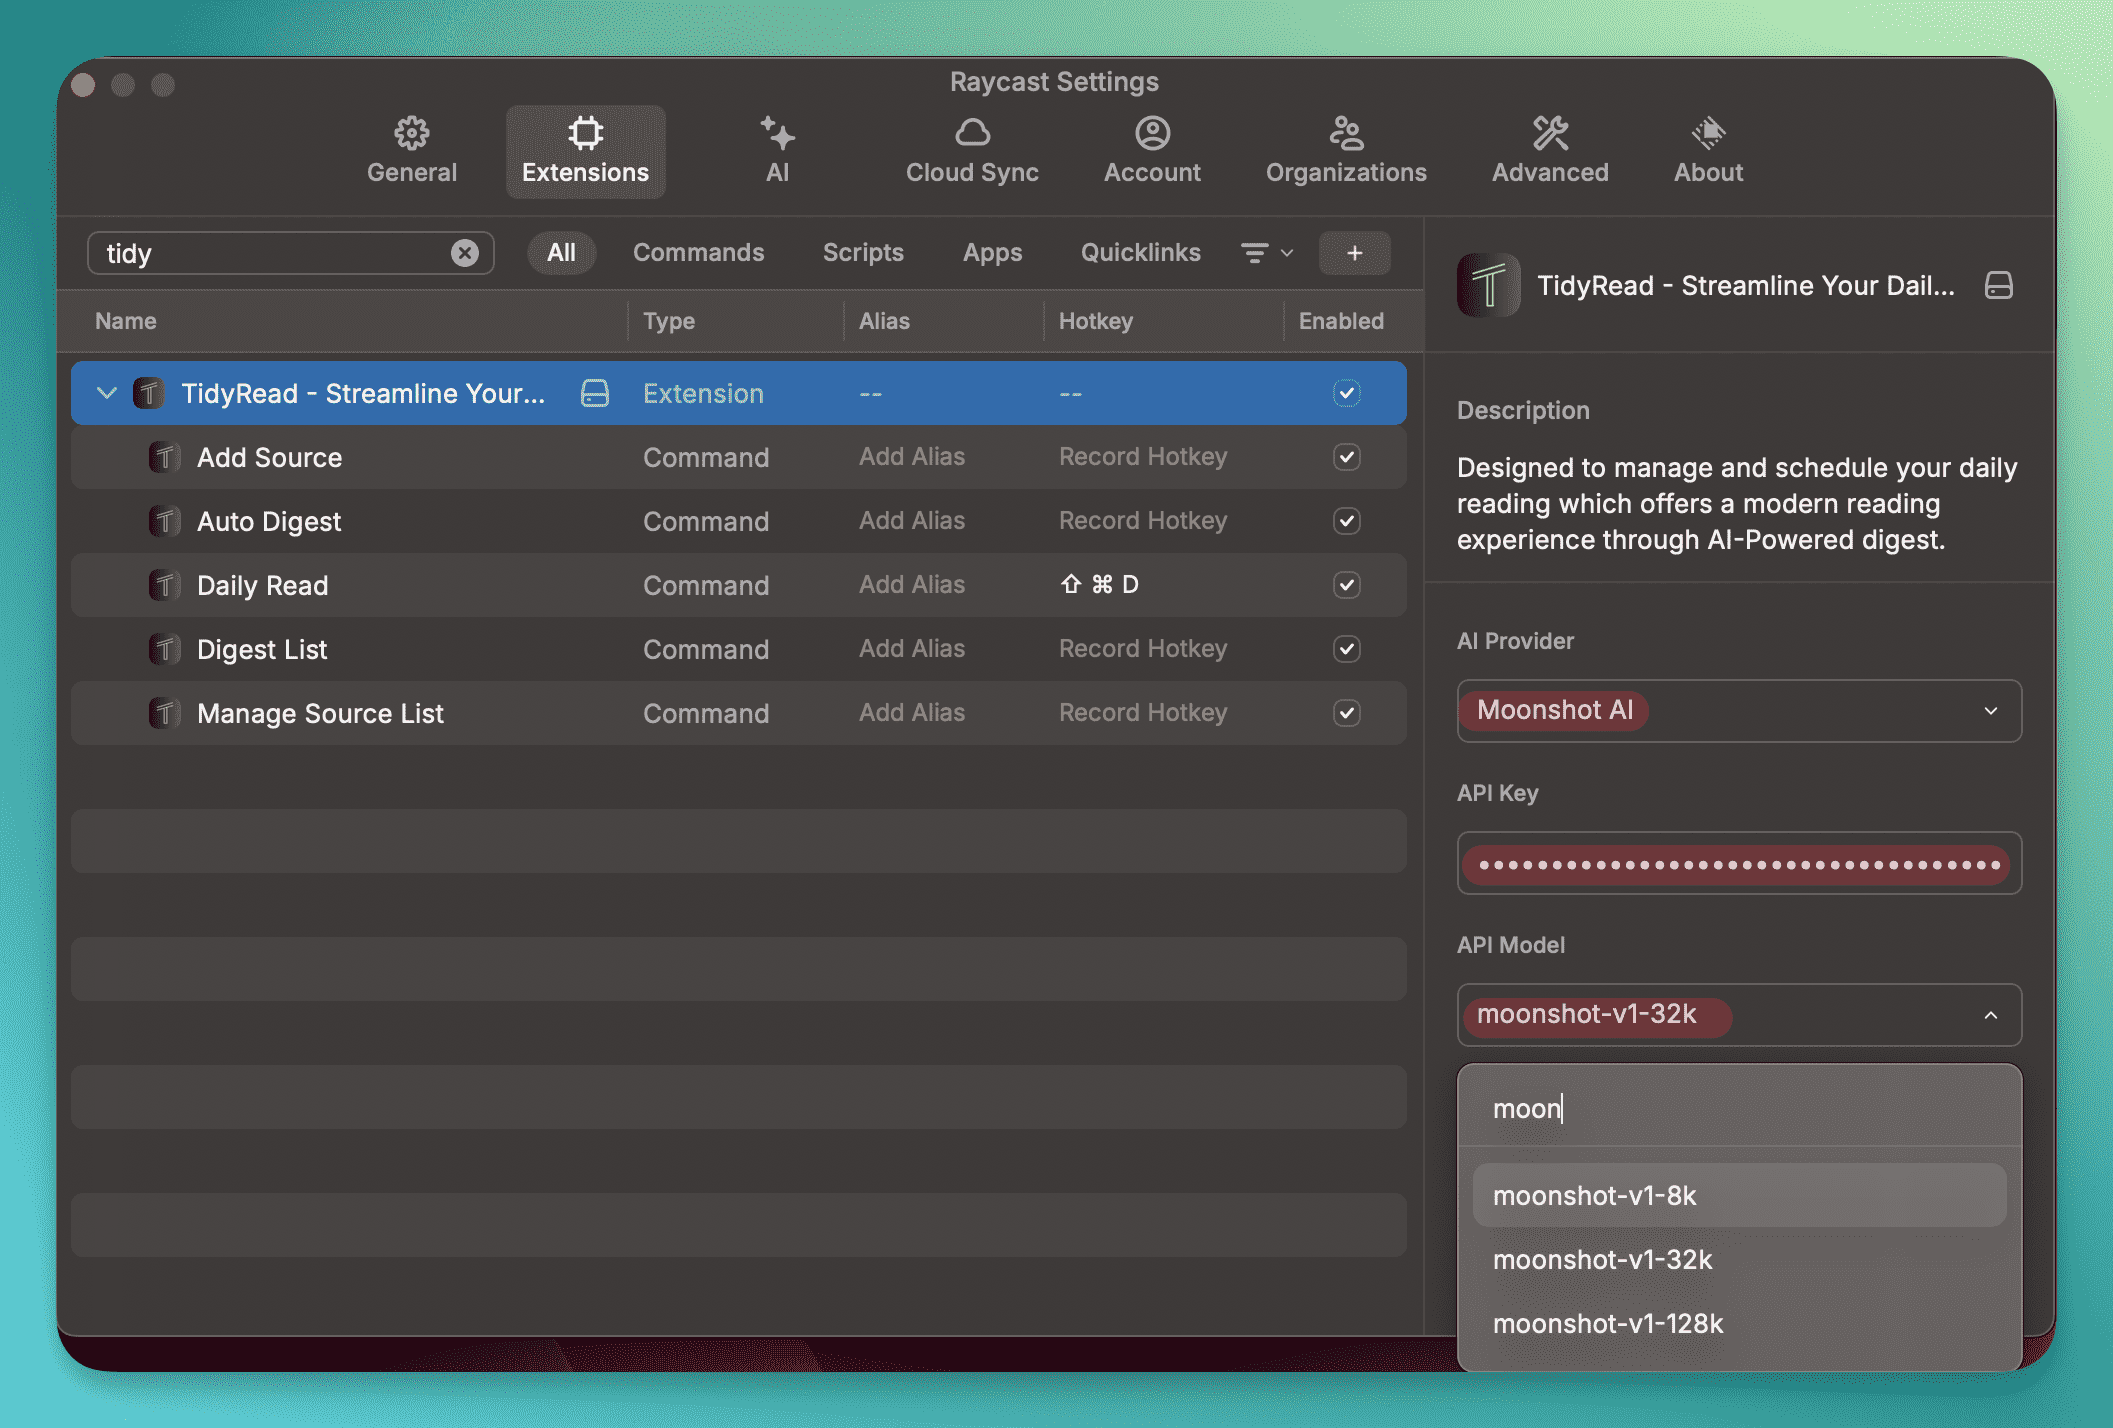 Raycast Settings
General
Extensions
AI
Cloud Sync
Account
Organizations
Advanced
About
tidy
All
Commands
Scripts
Apps
Quicklinks
+
Name
Type
Alias
Hotkey
Enabled
TidyRead - Streamline Your...
Extension
--
--
Add Source
Command
Add Alias
Record Hotkey
Auto Digest
Command
Add Alias
Record Hotkey
Daily Read
Command
Add Alias
⇧ ⌘ D
Digest List
Command
Add Alias
Record Hotkey
Manage Source List
Command
Add Alias
Record Hotkey
TidyRead - Streamline Your Dail...
Description
Designed to manage and schedule your daily
reading which offers a modern reading
experience through AI-Powered digest.
AI Provider
Moonshot AI
API Key
API Model
moonshot-v1-32k
moon
moonshot-v1-8k
moonshot-v1-32k
moonshot-v1-128k